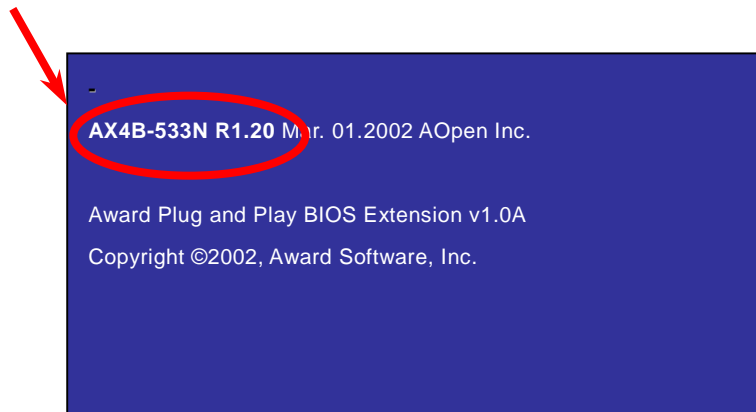 AX4B-533N R1.20 Mar. 01.2002 AOpen Inc.
Award Plug and Play BIOS Extension v1.0A
Copyright ©2002, Award Software, Inc.